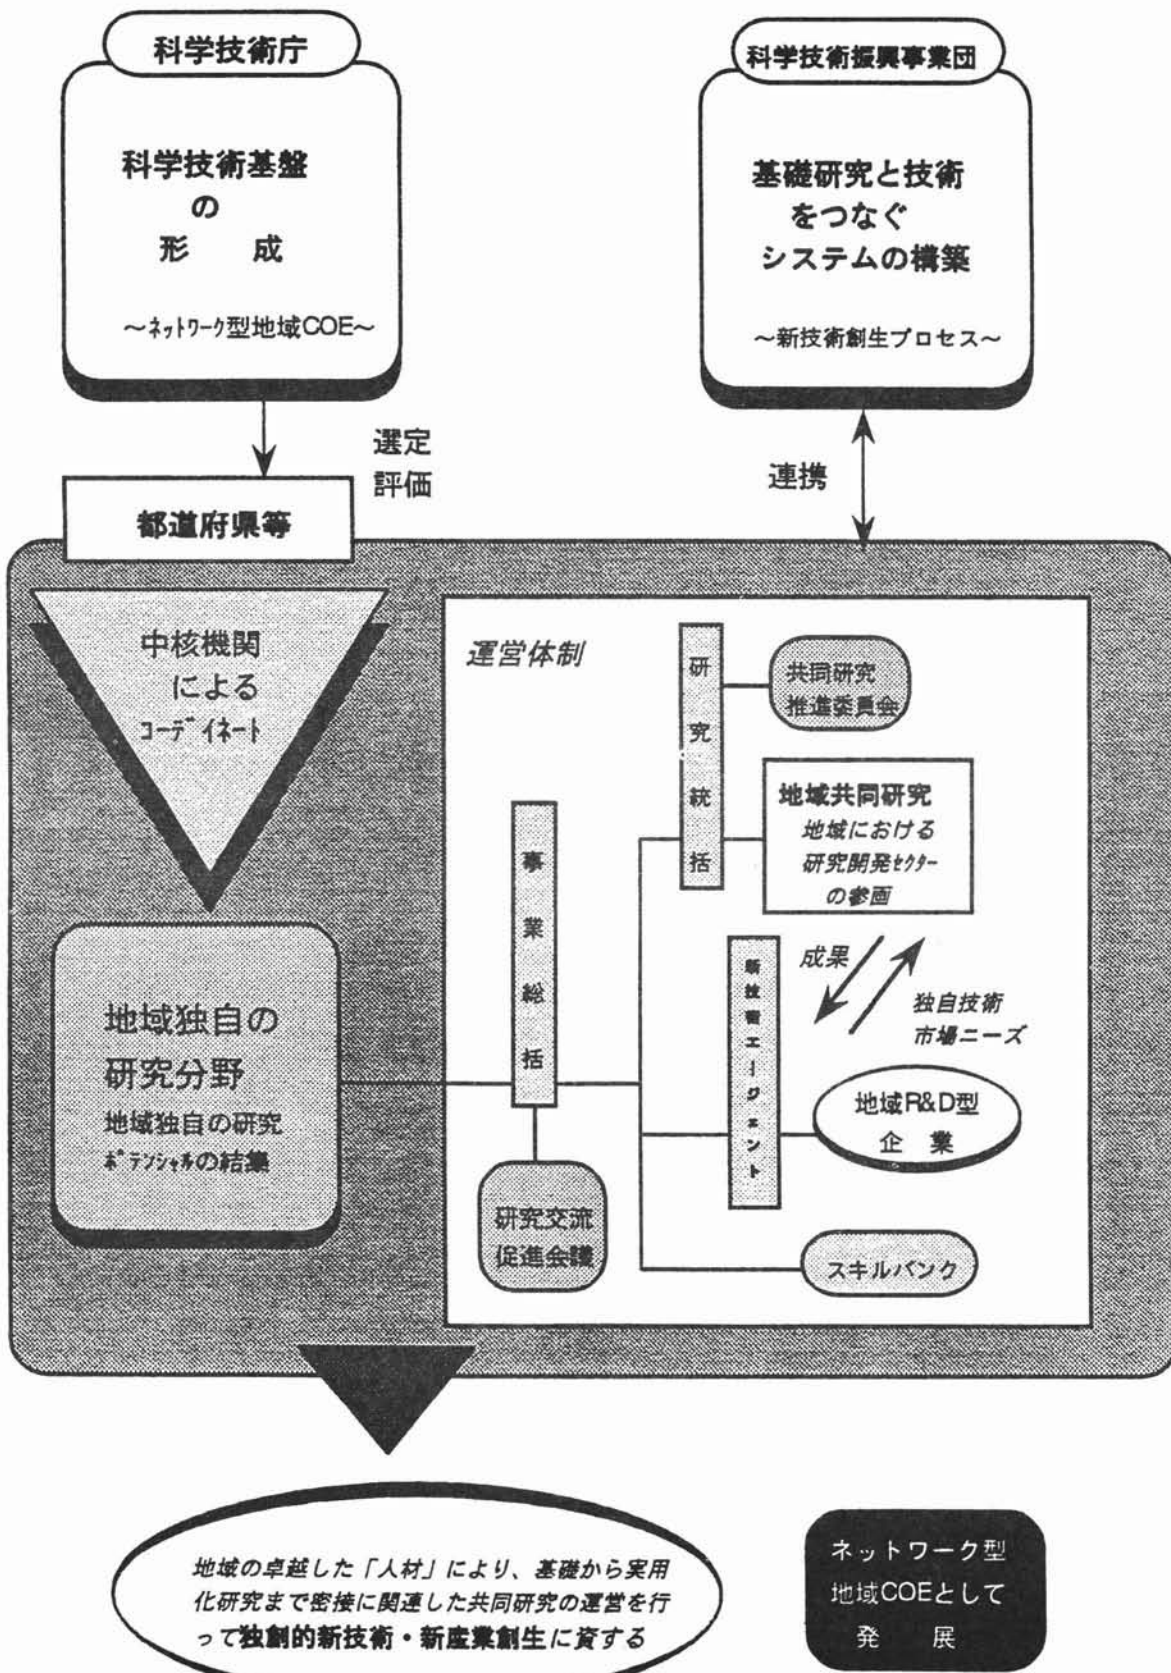 科学技術庁
科学技術基盤
の
形　成
～ネットワーク型地域COE～
科学技術振興事業団
基礎研究と技術
をつなぐ
システムの構築
～新技術創生プロセス～
選定
評価
連携
都道府県等
中核機関
による
コーデイネート
地域独自の
研究分野
地域独自の研究
ポテンシャルの結集
運営体制
事業総括
研究交流
促進会議
研究統括
共同研究
推進委員会
地域共同研究
地域における
研究開発セクター
の参画
成果
独自技術
市場ニーズ
新技術エージェント
地域R&D型
企　業
スキルバンク
地域の卓越した「人材」により、基礎から実用
化研究まで密接に関連した共同研究の運営を行
って独創的新技術・新産業創生に資する
ネットワーク型
地域COEとして
発　展